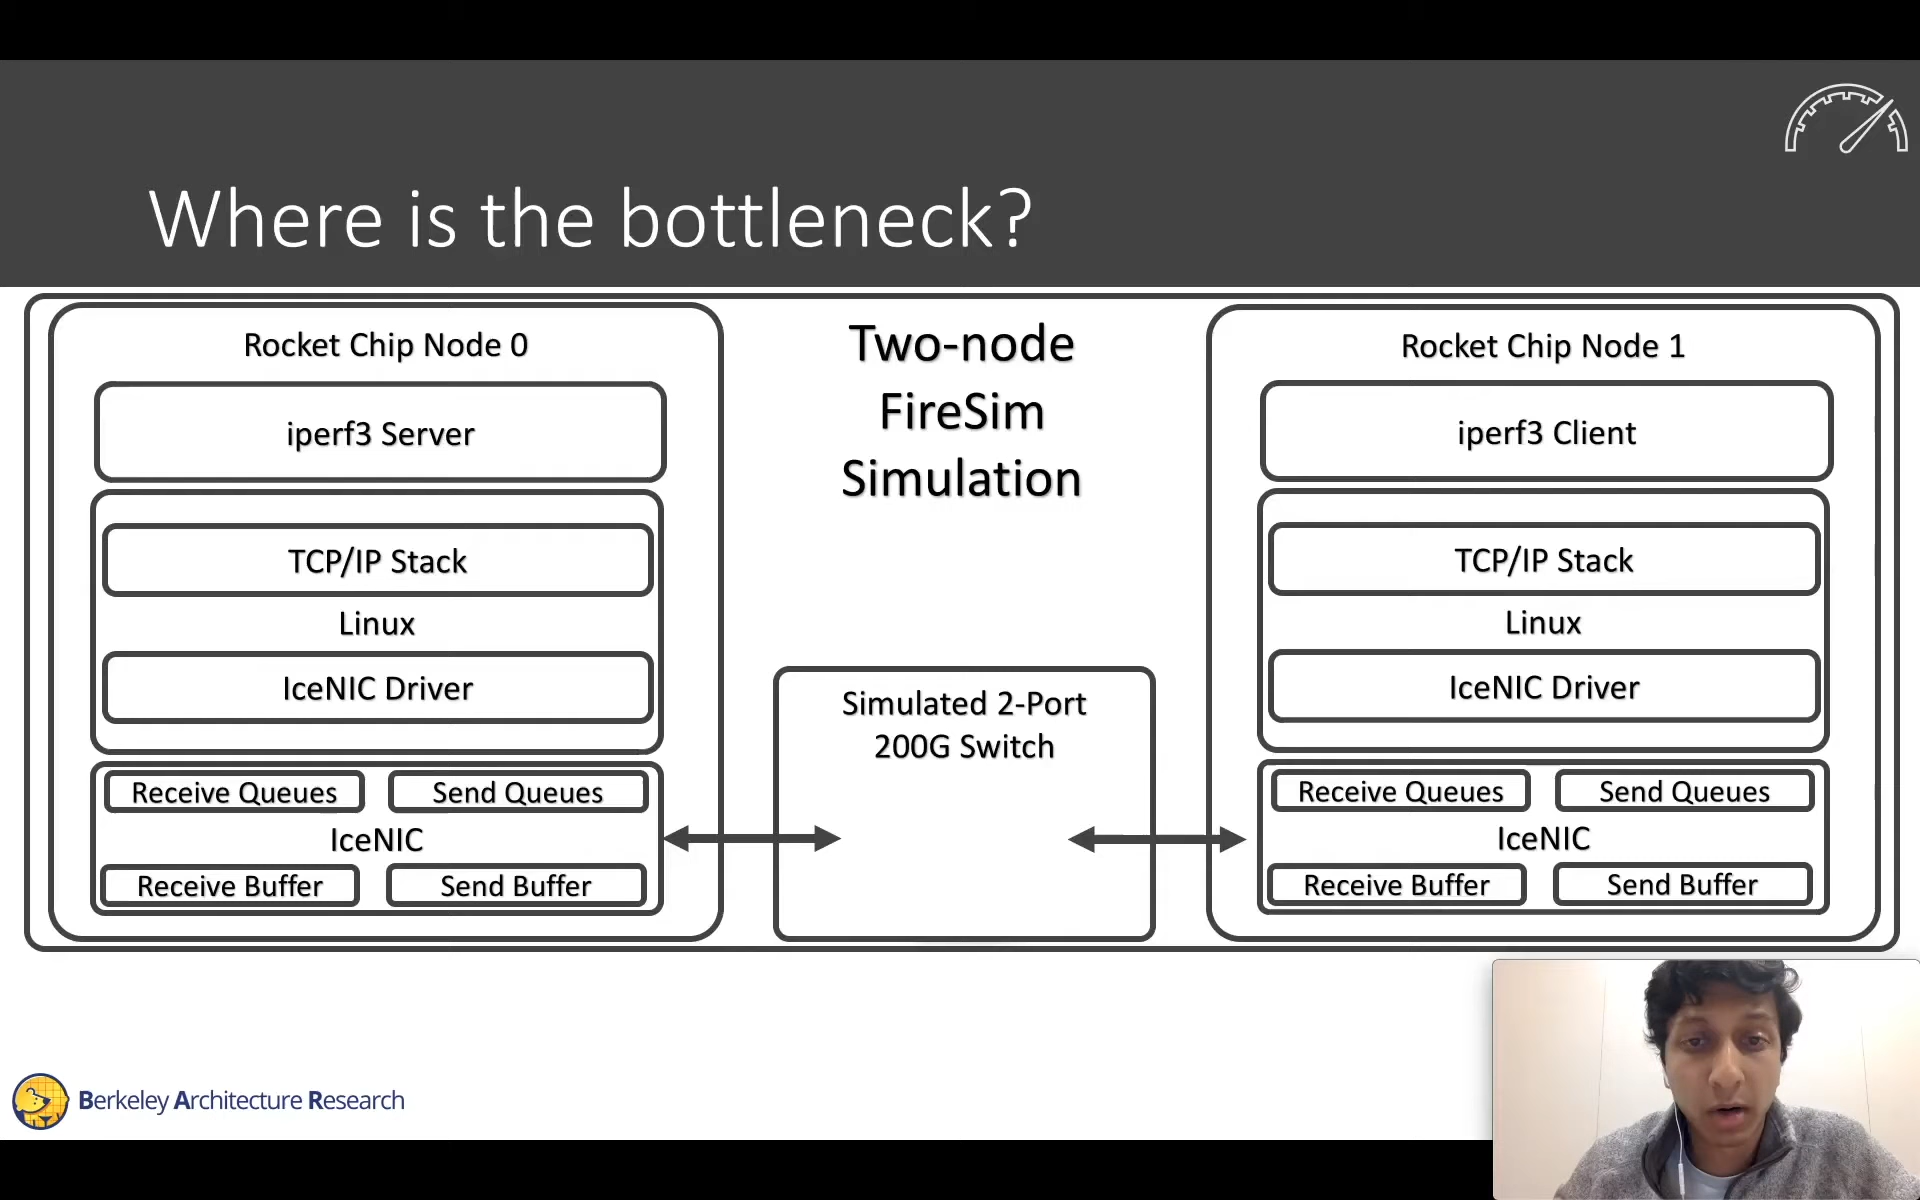 Where is the bottleneck?
Rocket Chip Node 0
iperf3 Server
TCP/IP Stack
Linux
IceNIC Driver
Receive Queues
Send Queues
IceNIC
Receive Buffer
Send Buffer
Two-node
FireSim
Simulation
Simulated 2-Port
200G Switch
Rocket Chip Node 1
iperf3 Client
TCP/IP Stack
Linux
IceNIC Driver
Receive Queues
Send Queues
IceNIC
Receive Buffer
Send Buffer
Berkeley Architecture Research